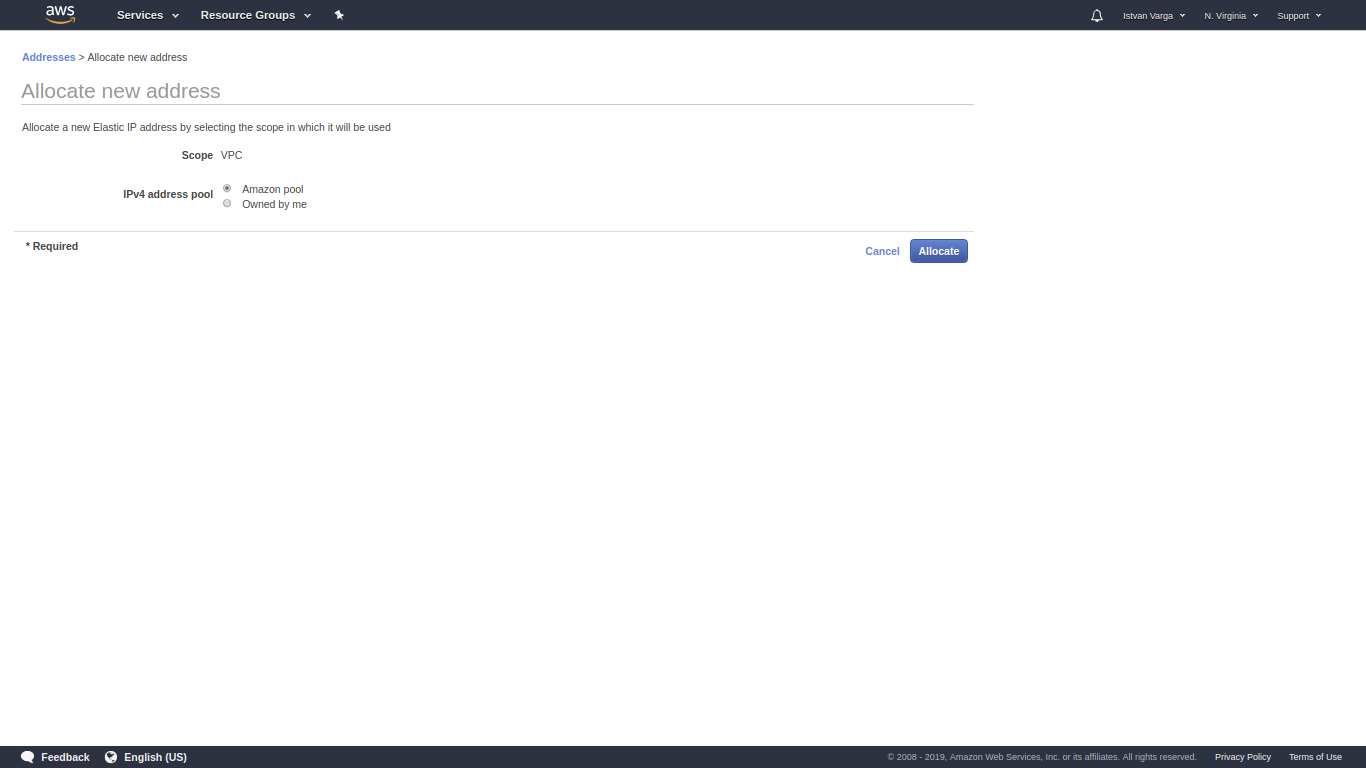 aws Services Resource Groups Istvan Varga N. Virginia Support
Addresses > Allocate new address
Allocate new address
Allocate a new Elastic IP address by selecting the scope in which it will be used
Scope VPC
IPv4 address pool
Amazon pool
Owned by me
* Required
Cancel Allocate
Feedback English (US) © 2008 - 2019, Amazon Web Services, Inc. or its affiliates. All rights reserved. Privacy Policy Terms of Use